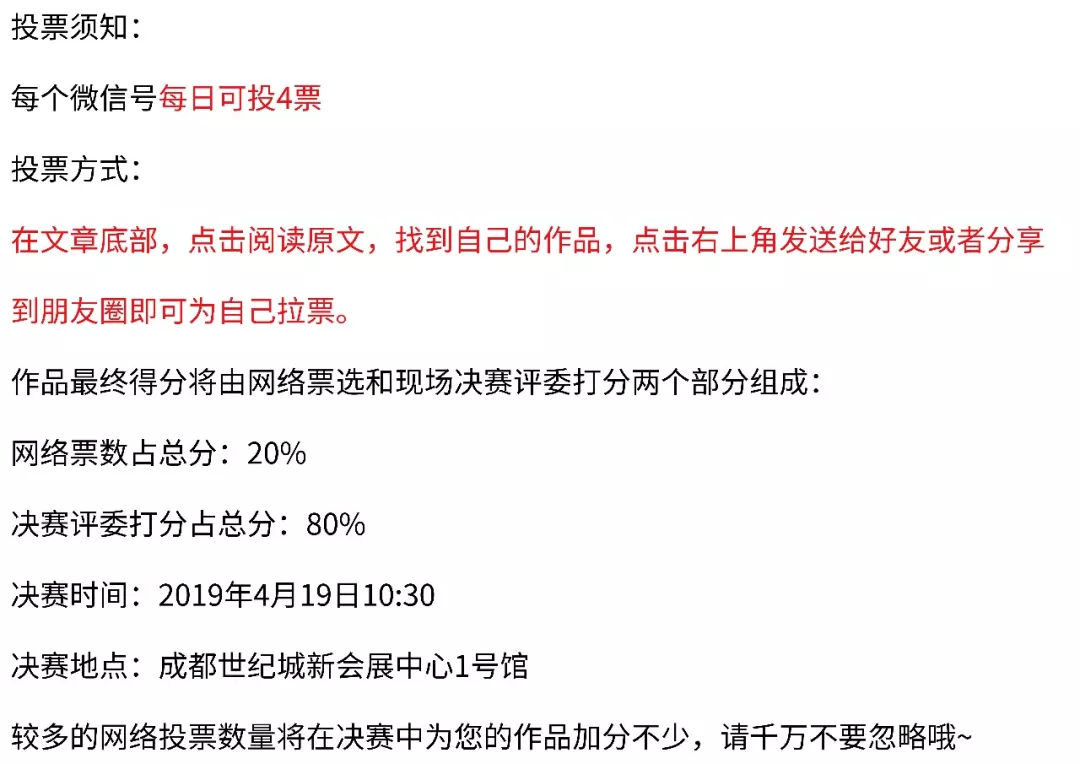 投票须知：
每个微信号每日可投4票
投票方式：
在文章底部，点击阅读原文，找到自己的作品，点击右上角发送给好友或者分享
到朋友圈即可为自己拉票。
作品最终得分将由网络票选和现场决赛评委打分两个部分组成：
网络票数占总分：20%
决赛评委打分占总分：80%
决赛时间：2019年4月19日10:30
决赛地点：成都世纪城新会展中心1号馆
较多的网络投票数量将在决赛中为您的作品加分不少，请千万不要忽略哦~